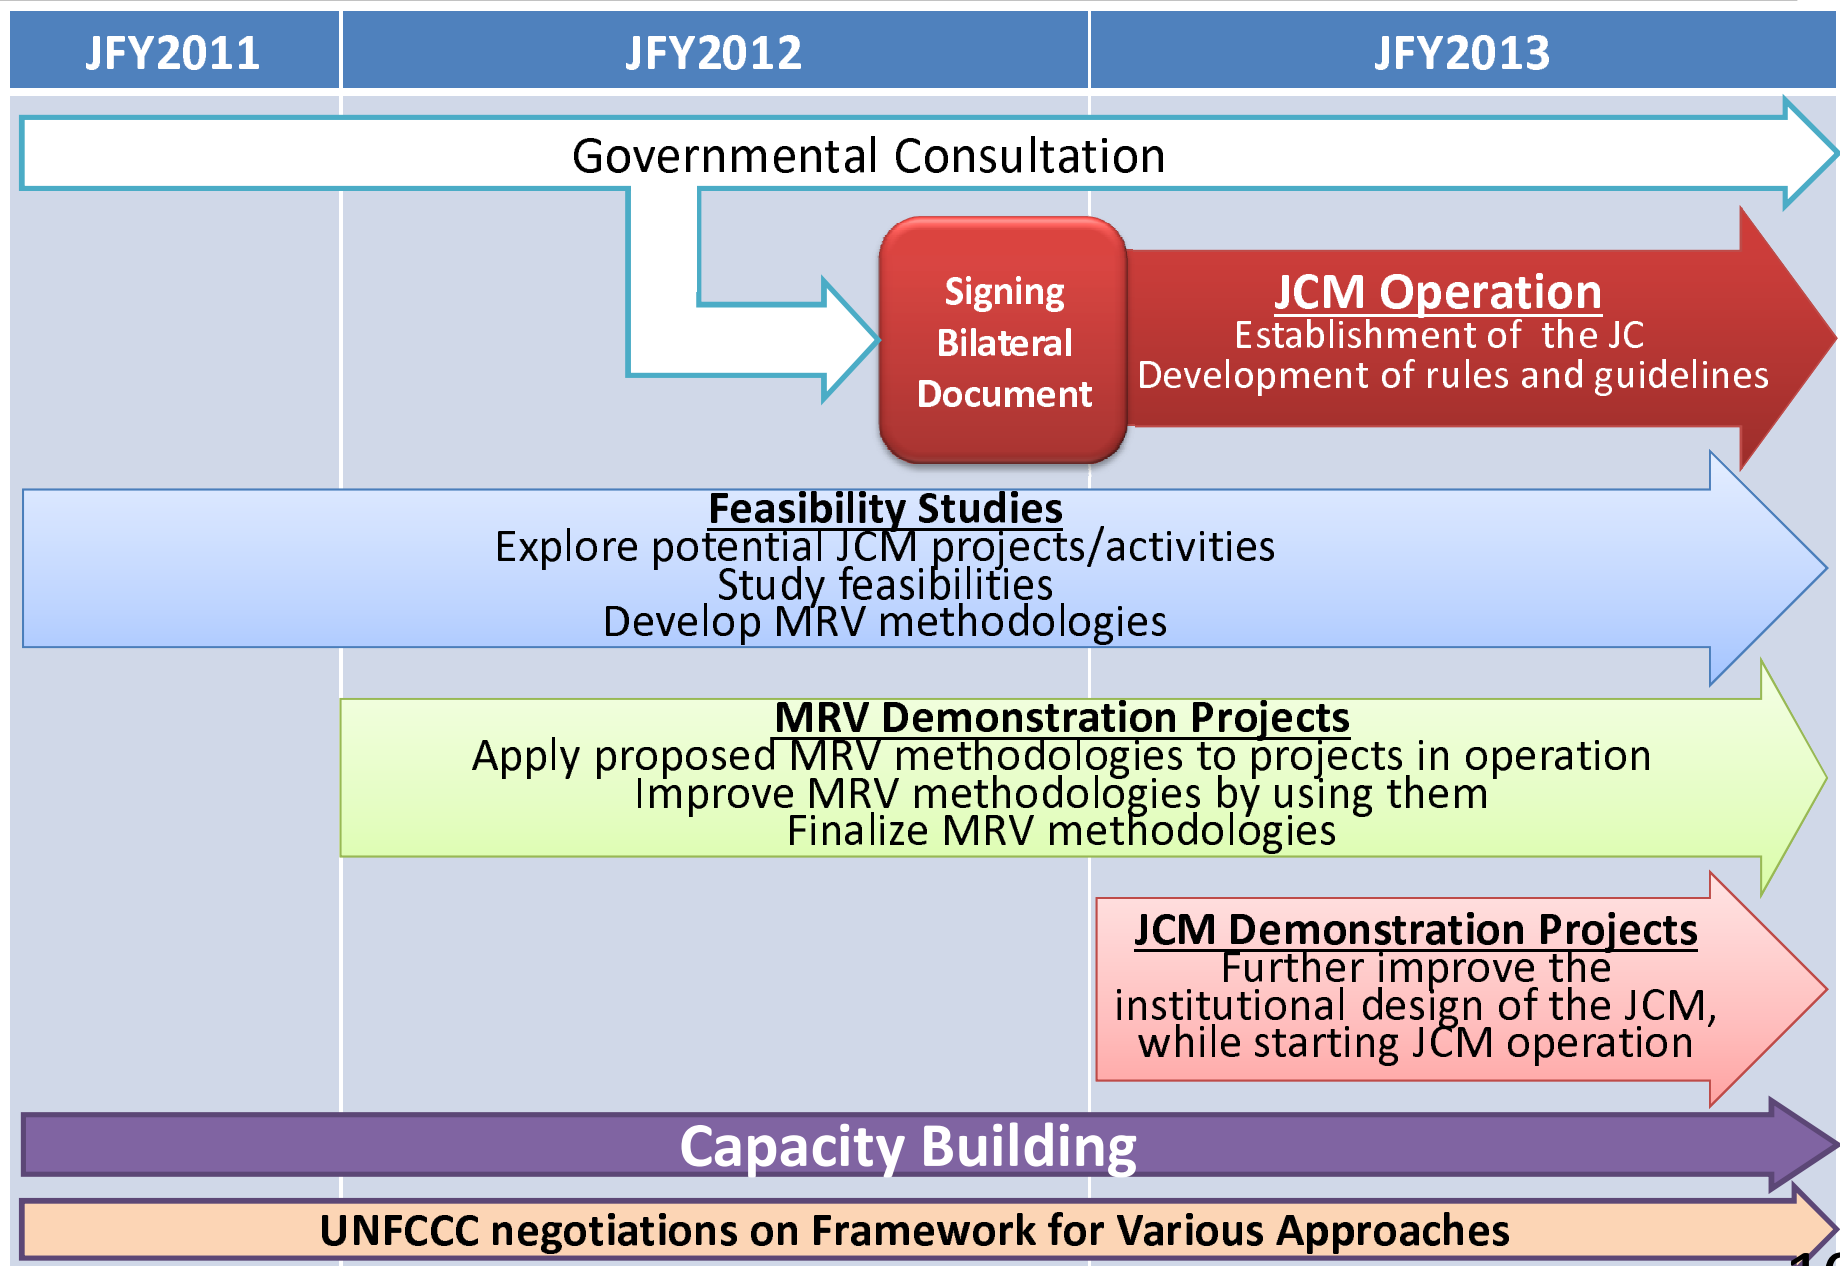 JFY2011
JFY2012
JFY2013
Governmental Consultation
Signing
Bilateral
Document
JCM Operation
Establishment of the JC
Development of rules and guidelines
Feasibility Studies
Explore potential JCM projects/activities
Study feasibilities
Develop MRV methodologies
MRV Demonstration Projects
Apply proposed MRV methodologies to projects in operation
Improve MRV methodologies by using them
Finalize MRV methodologies
JCM Demonstration Projects
Further improve the
institutional design of the JCM,
while starting JCM operation
Capacity Building
UNFCCC negotiations on Framework for Various Approaches